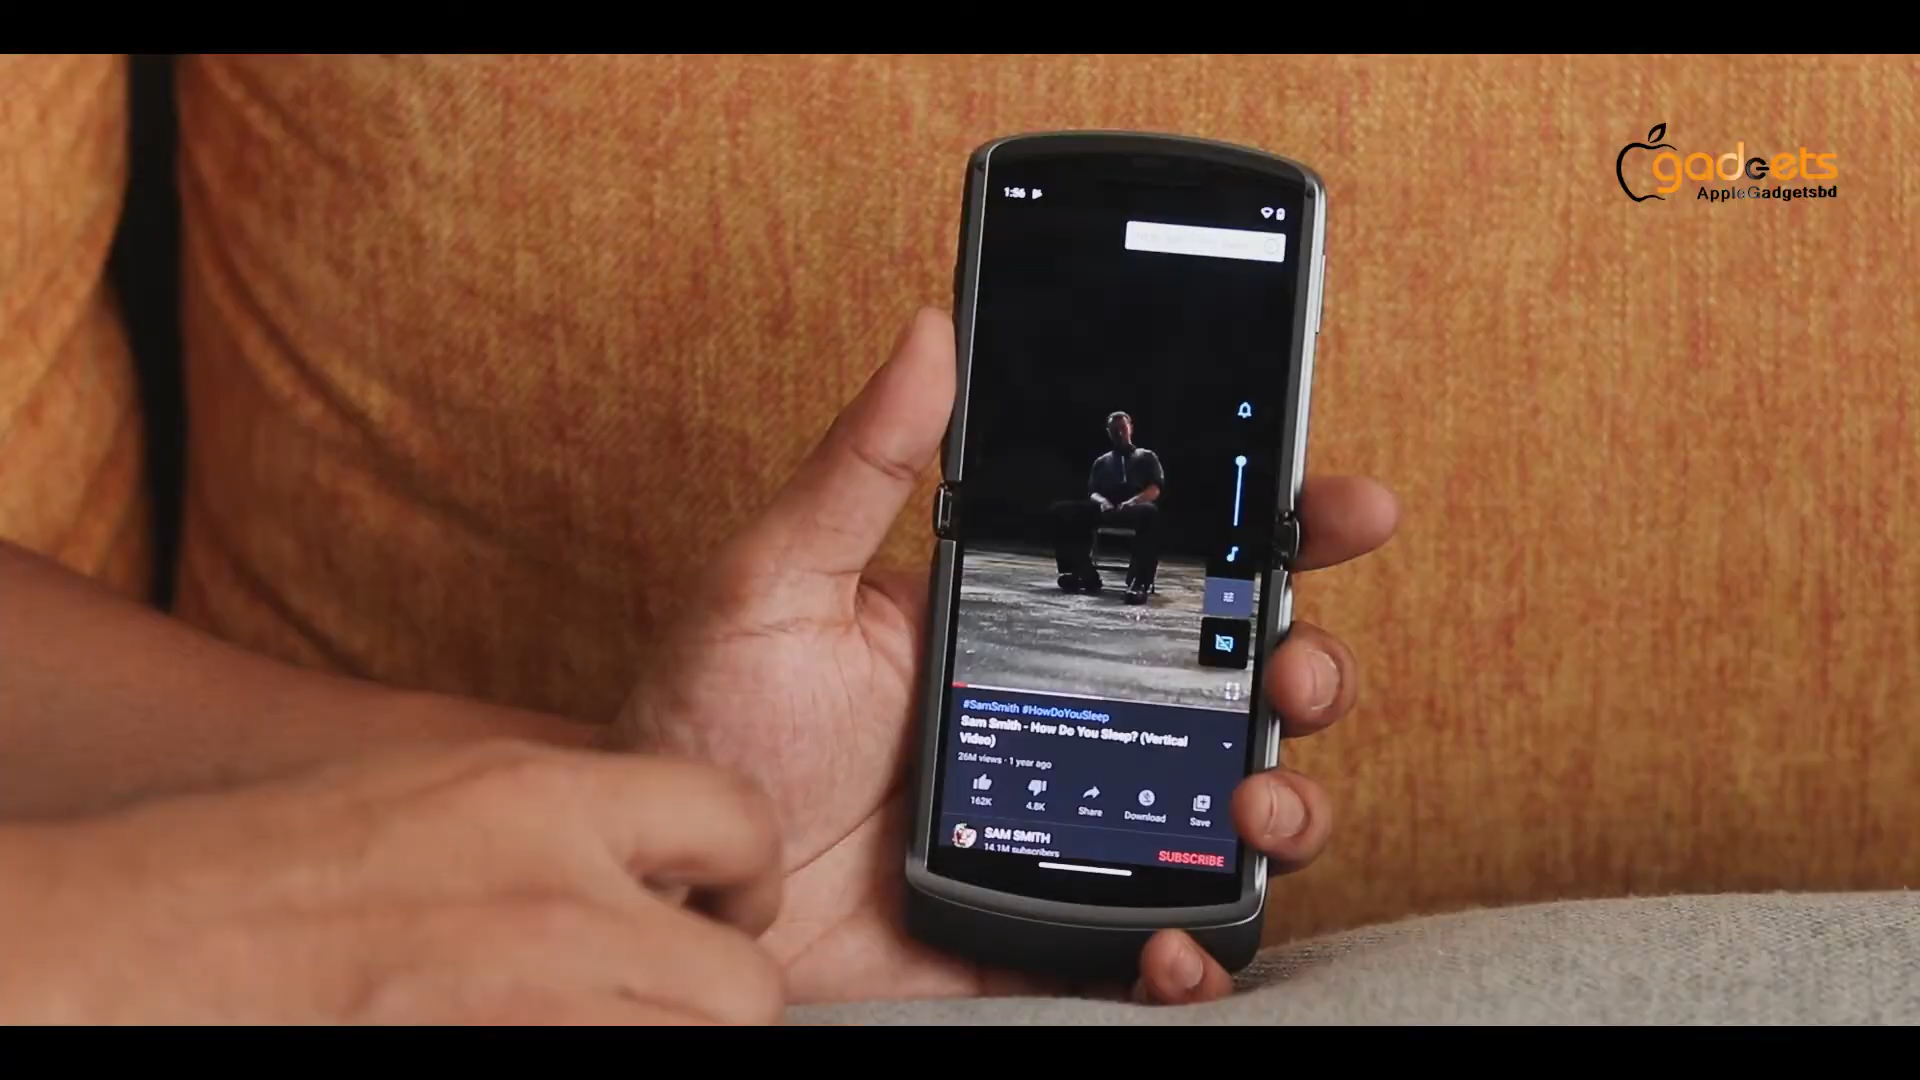 gadgets
AppleGadgetsbd
1:56
#SamSmith #HowDoYouSleep
Sam Smith - How Do You Sleep? (Vertical
Video)
26M views · 1 year ago
162K
4.8K
Share
Download
Save
SAM SMITH
14.1M subscribers
SUBSCRIBE